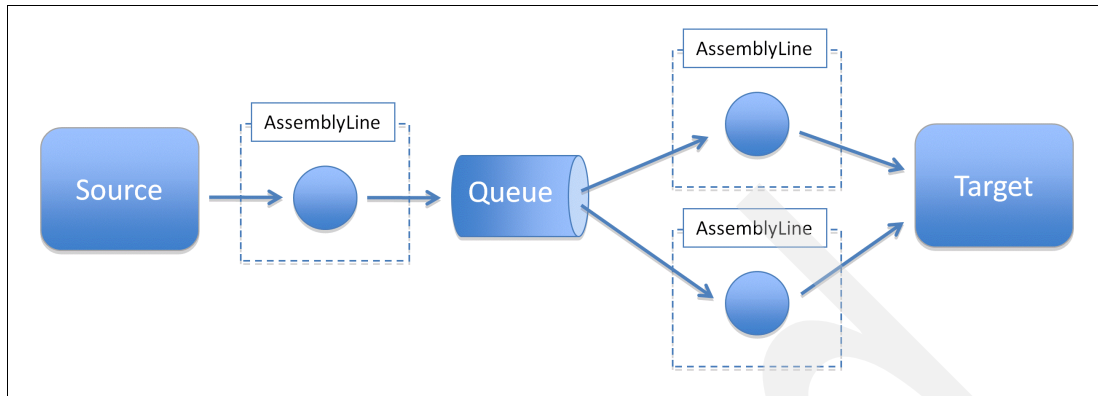 AssemblyLine
AssemblyLine
Source
Queue
Target
AssemblyLine